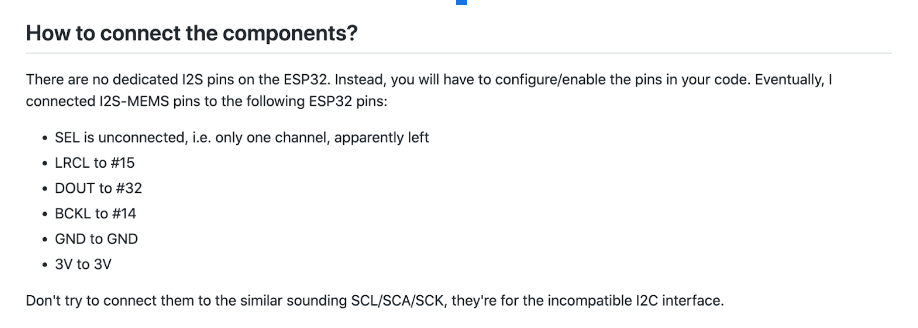 How to connect the components?
There are no dedicated I2S pins on the ESP32. Instead, you will have to configure/enable the pins in your code. Eventually, I
connected I2S-MEMS pins to the following ESP32 pins:
• SEL is unconnected, i.e. only one channel, apparently left
• LRCL to #15
• DOUT to #32
• BCKL to #14
• GND to GND
• 3V to 3V
Don't try to connect them to the similar sounding SCL/SCA/SCK, they're for the incompatible I2C interface.